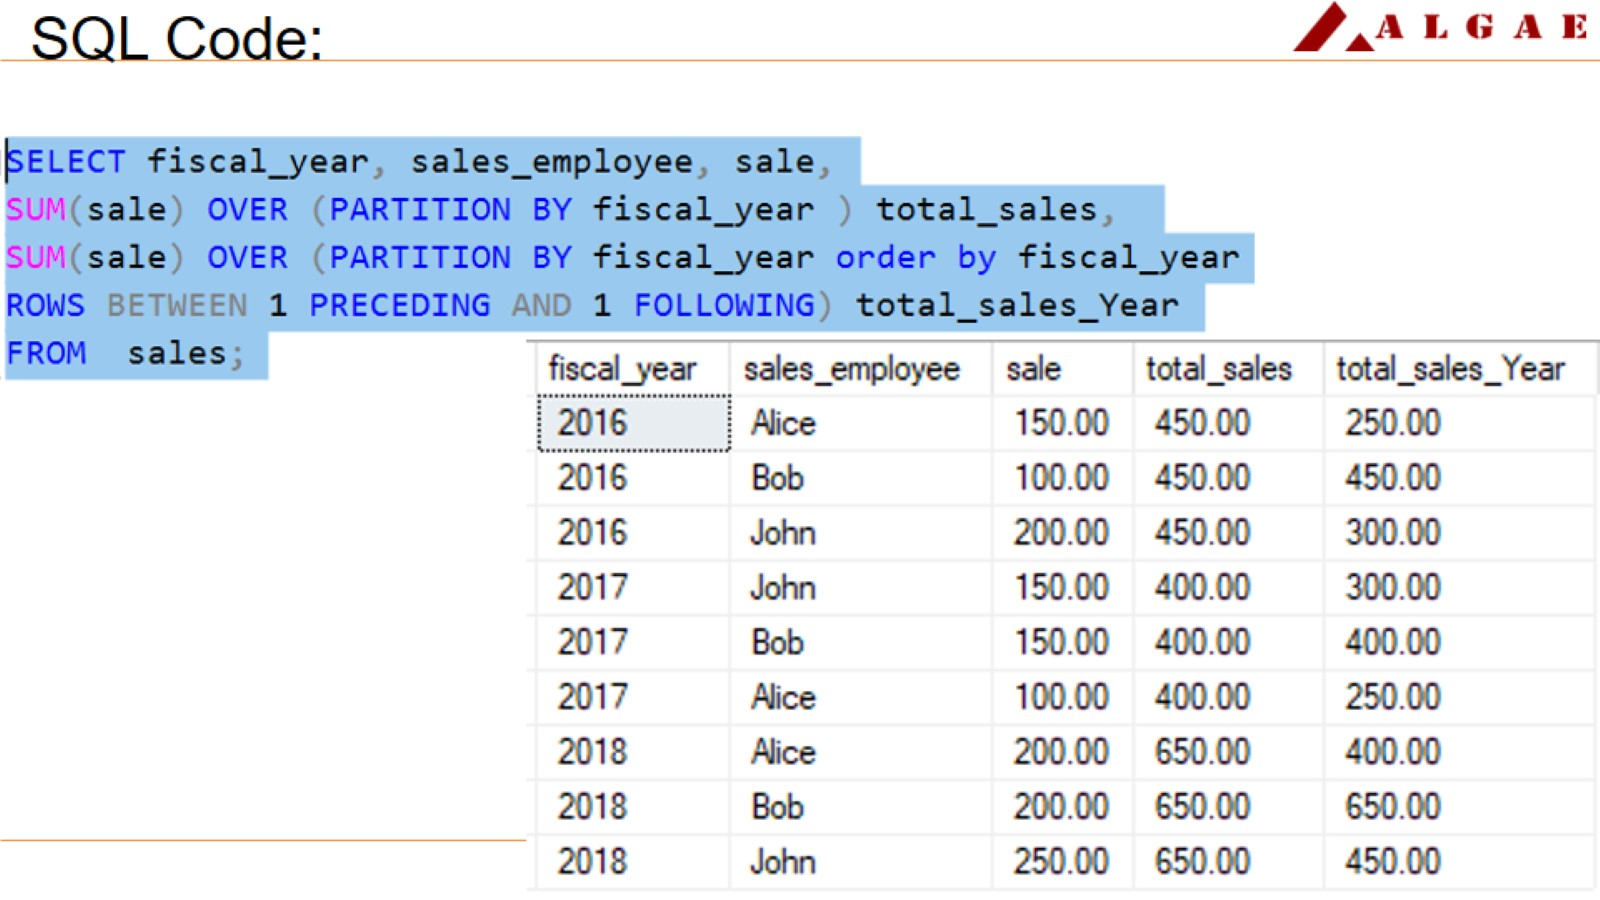 SQL Code:
ALGAE
SELECT fiscal_year, sales_employee, sale,
SUM(sale) OVER (PARTITION BY fiscal_year ) total_sales,
SUM(sale) OVER (PARTITION BY fiscal_year order by fiscal_year
ROWS BETWEEN 1 PRECEDING AND 1 FOLLOWING) total_sales_Year
FROM  sales;
fiscal_year sales_employee sale total_sales total_sales_Year
2016 Alice 150.00 450.00 250.00
2016 Bob 100.00 450.00 450.00
2016 John 200.00 450.00 300.00
2017 John 150.00 400.00 300.00
2017 Bob 150.00 400.00 400.00
2017 Alice 100.00 400.00 250.00
2018 Alice 200.00 650.00 400.00
2018 Bob 200.00 650.00 650.00
2018 John 250.00 650.00 450.00